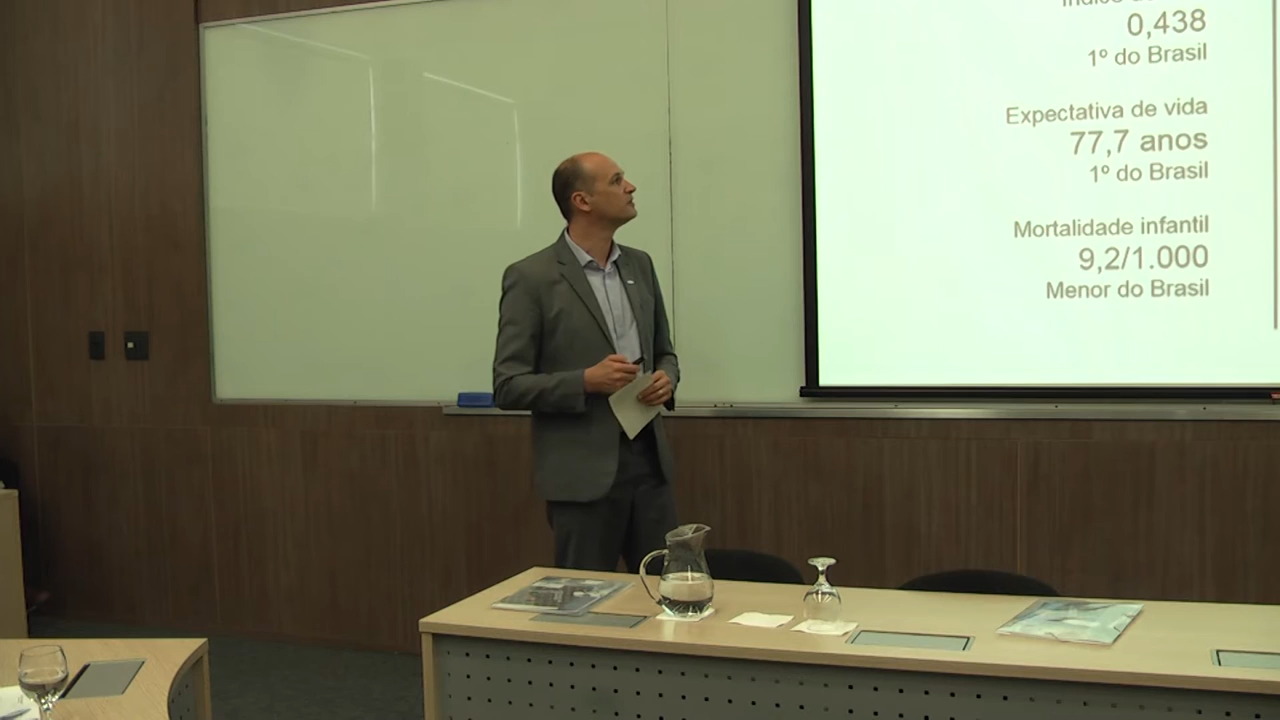 0,438
1º do Brasil
Expectativa de vida
77,7 anos
1º do Brasil
Mortalidade infantil
9,2/1.000
Menor do Brasil